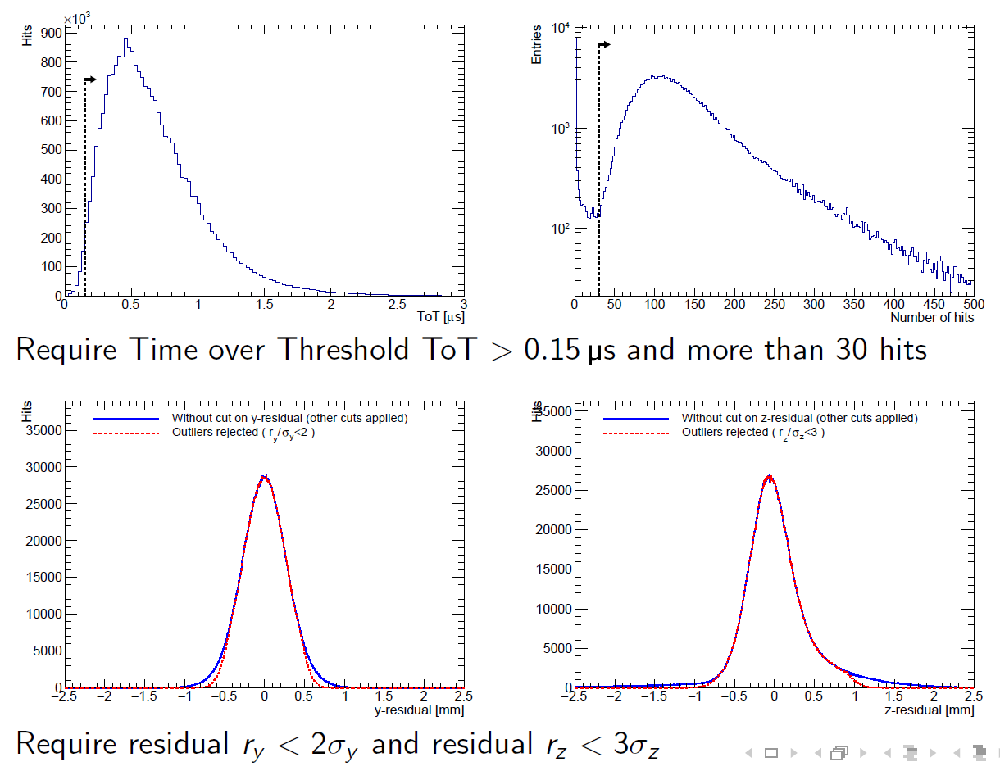 ×10³
Hits
900
800
700
600
500
400
300
200
100
0
0 0.5 1 1.5 2 2.5 3
ToT [μs]
Entries
10⁴
10³
10²
0 50 100 150 200 250 300 350 400 450 500
Number of hits
Require Time over Threshold ToT > 0.15 μs and more than 30 hits
Hits
35000
30000
25000
20000
15000
10000
5000
0
Without cut on y-residual (other cuts applied)
Outliers rejected ( r_y/σ_y<2 )
−2.5 −2 −1.5 −1 −0.5 0 0.5 1 1.5 2 2.5
y-residual [mm]
Hits
35000
30000
25000
20000
15000
10000
5000
0
Without cut on z-residual (other cuts applied)
Outliers rejected ( r_z/σ_z<3 )
−2.5 −2 −1.5 −1 −0.5 0 0.5 1 1.5 2 2.5
z-residual [mm]
Require residual r_y < 2σ_y and residual r_z < 3σ_z